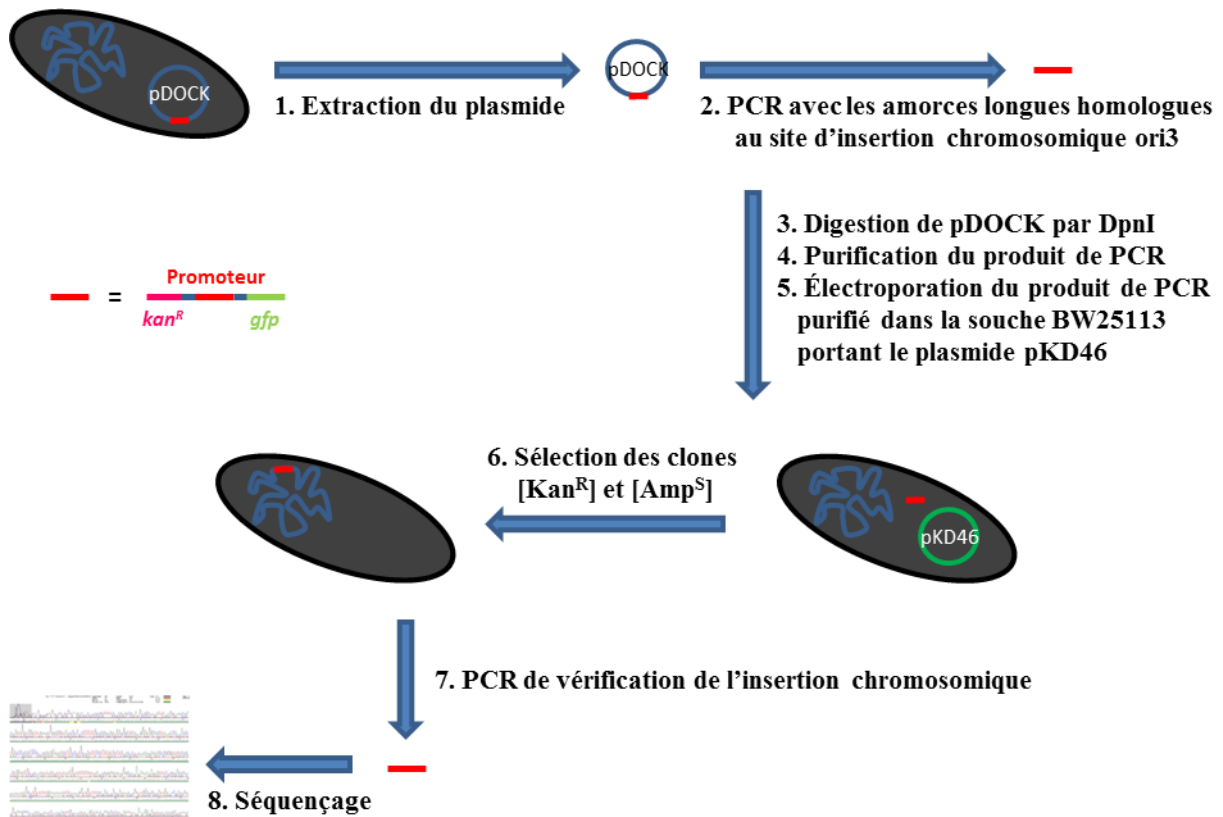 pDOCK
1. Extraction du plasmide
pDOCK
2. PCR avec les amorces longues homologues
au site d’insertion chromosomique ori3
3. Digestion de pDOCK par DpnI
4. Purification du produit de PCR
5. Électroporation du produit de PCR
purifié dans la souche BW25113
portant le plasmide pKD46
Promoteur
=
kanR
gfp
6. Sélection des clones
[KanR] et [AmpS]
pKD46
7. PCR de vérification de l’insertion chromosomique
8. Séquençage